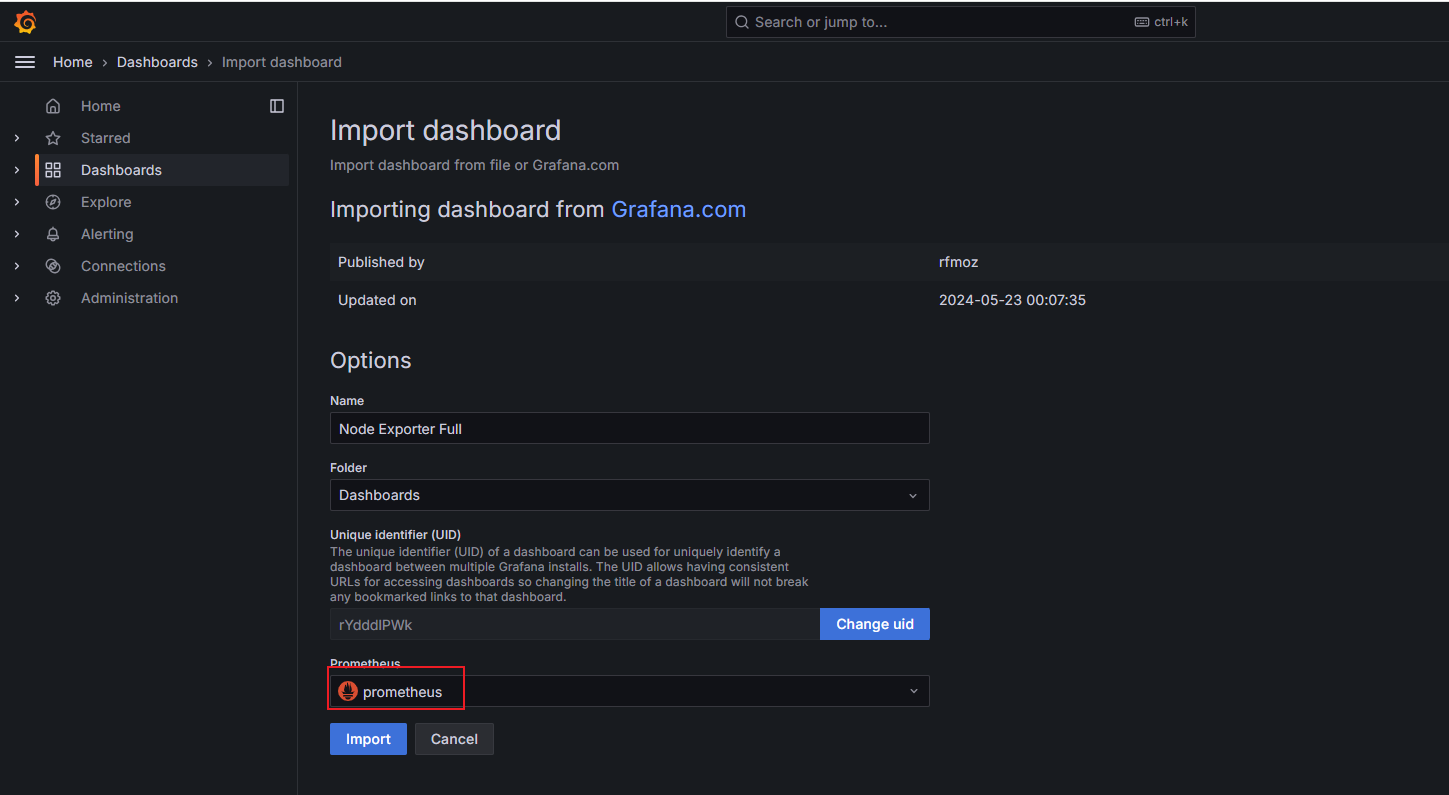 Search or jump to...
ctrl+k
Home › Dashboards › Import dashboard
Home
Starred
Dashboards
Explore
Alerting
Connections
Administration
Import dashboard
Import dashboard from file or Grafana.com
Importing dashboard from Grafana.com
Published by rfmoz
Updated on 2024-05-23 00:07:35
Options
Name
Node Exporter Full
Folder
Dashboards
Unique identifier (UID)
The unique identifier (UID) of a dashboard can be used for uniquely identify a
dashboard between multiple Grafana installs. The UID allows having consistent
URLs for accessing dashboards so changing the title of a dashboard will not break
any bookmarked links to that dashboard.
rYdddlPWk
Change uid
Prometheus
prometheus
Import
Cancel